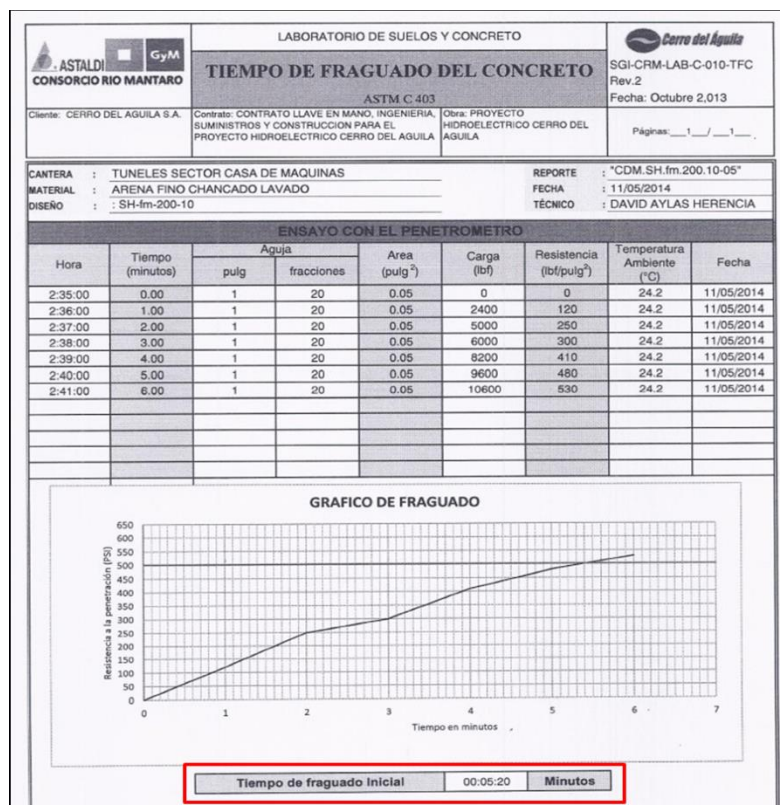 LABORATORIO DE SUELOS Y CONCRETO
ASTALDI GyM
CONSORCIO RIO MANTARO
TIEMPO DE FRAGUADO DEL CONCRETO
ASTM C 403
Cerro del Águila
SGI-CRM-LAB-C-010-TFC
Rev.2
Fecha: Octubre 2,013
Cliente: CERRO DEL AGUILA S.A.
Contrato: CONTRATO LLAVE EN MANO, INGENIERIA, SUMINISTROS Y CONSTRUCCION PARA EL PROYECTO HIDROELECTRICO CERRO DEL AGUILA
Obra: PROYECTO HIDROELECTRICO CERRO DEL AGUILA
Páginas:___1___/___1___
CANTERA : TUNELES SECTOR CASA DE MAQUINAS
MATERIAL : ARENA FINO CHANCADO LAVADO
DISEÑO : : SH-fm-200-10
REPORTE : "CDM.SH.fm.200.10-05"
FECHA : 11/05/2014
TÉCNICO : DAVID AYLAS HERENCIA
ENSAYO CON EL PENETROMETRO
Hora Tiempo (minutos) Aguja pulg fracciones Area (pulg²) Carga (lbf) Resistencia (lbf/pulg²) Temperatura Ambiente (°C) Fecha
2:35:00 0.00 1 20 0.05 0 0 24.2 11/05/2014
2:36:00 1.00 1 20 0.05 2400 120 24.2 11/05/2014
2:37:00 2.00 1 20 0.05 5000 250 24.2 11/05/2014
2:38:00 3.00 1 20 0.05 6000 300 24.2 11/05/2014
2:39:00 4.00 1 20 0.05 8200 410 24.2 11/05/2014
2:40:00 5.00 1 20 0.05 9600 480 24.2 11/05/2014
2:41:00 6.00 1 20 0.05 10600 530 24.2 11/05/2014
GRAFICO DE FRAGUADO
Resistencia a la penetración (PSI)
650
600
550
500
450
400
350
300
250
200
150
100
50
0
0 1 2 3 4 5 6 7
Tiempo en minutos
Tiempo de fraguado Inicial 00:05:20 Minutos